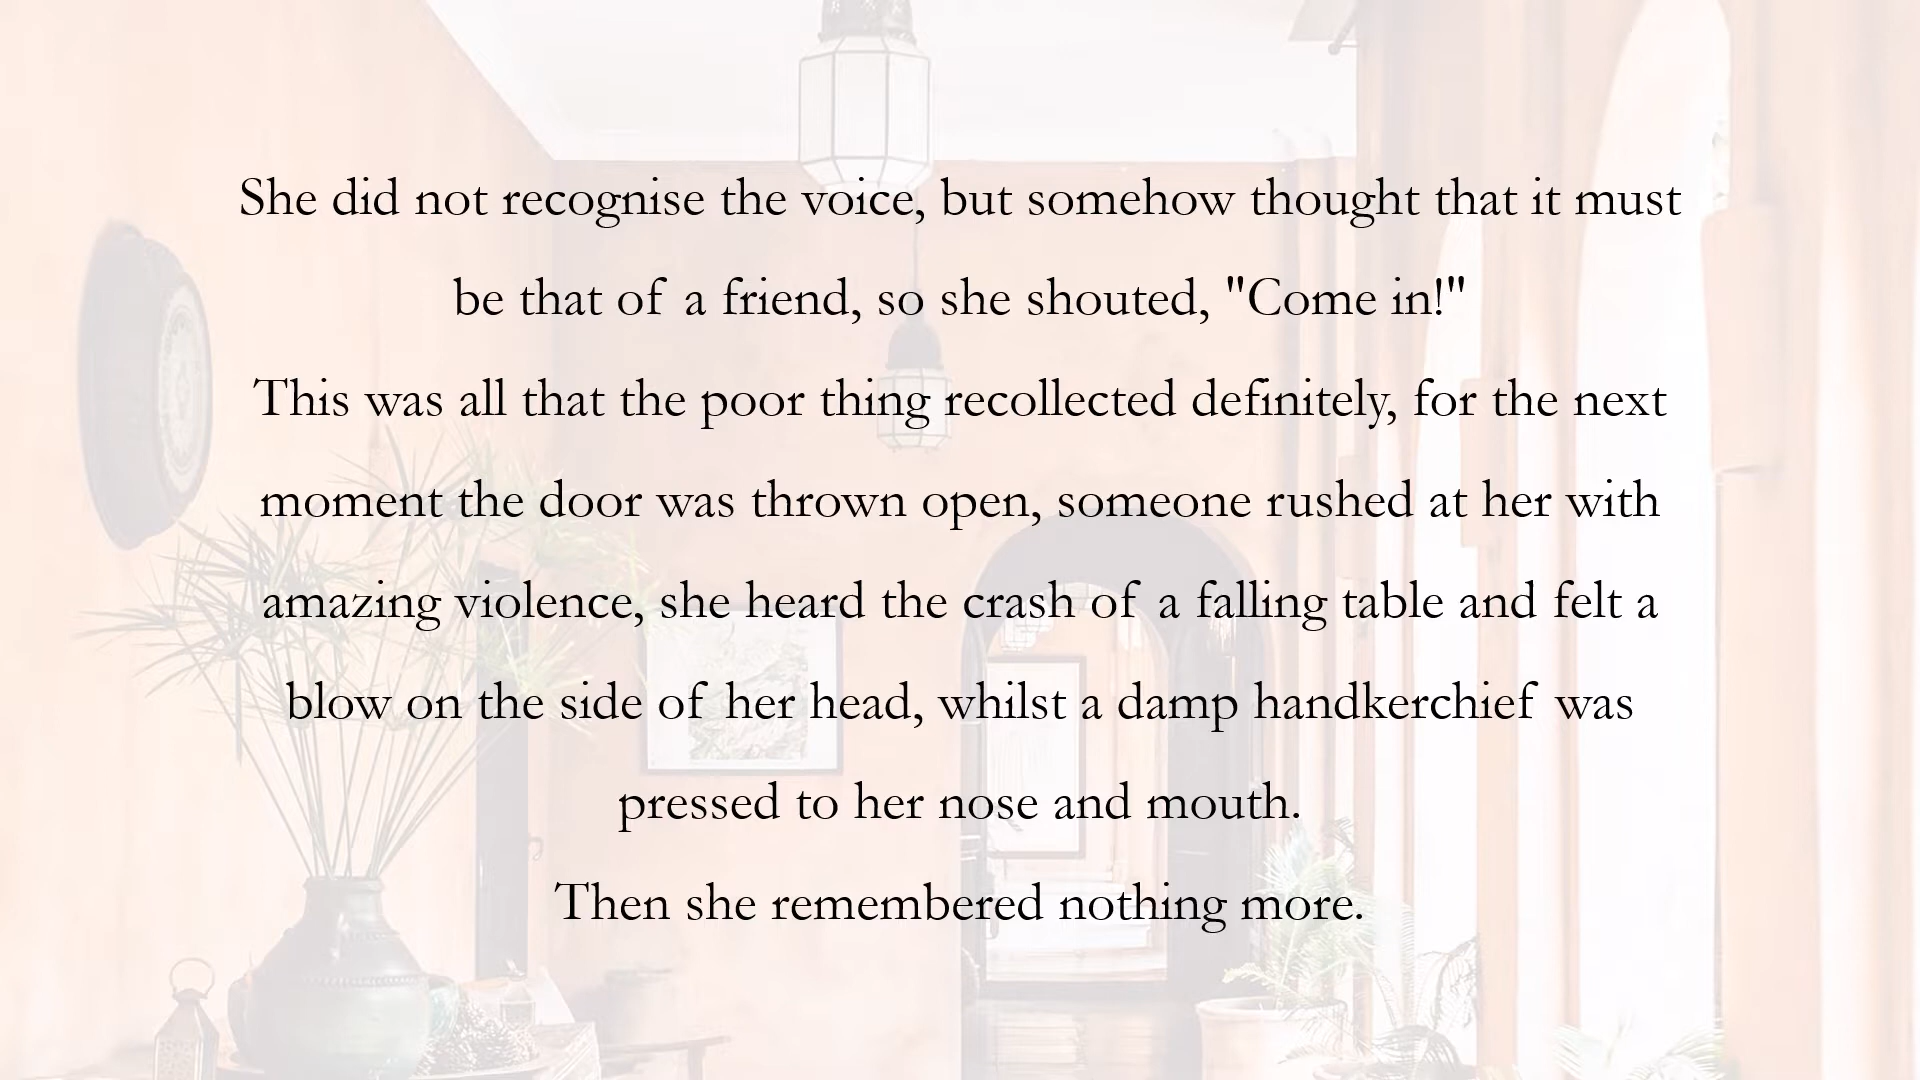 She did not recognise the voice, but somehow thought that it must
be that of a friend, so she shouted, "Come in!"
This was all that the poor thing recollected definitely, for the next
moment the door was thrown open, someone rushed at her with
amazing violence, she heard the crash of a falling table and felt a
blow on the side of her head, whilst a damp handkerchief was
pressed to her nose and mouth.
Then she remembered nothing more.